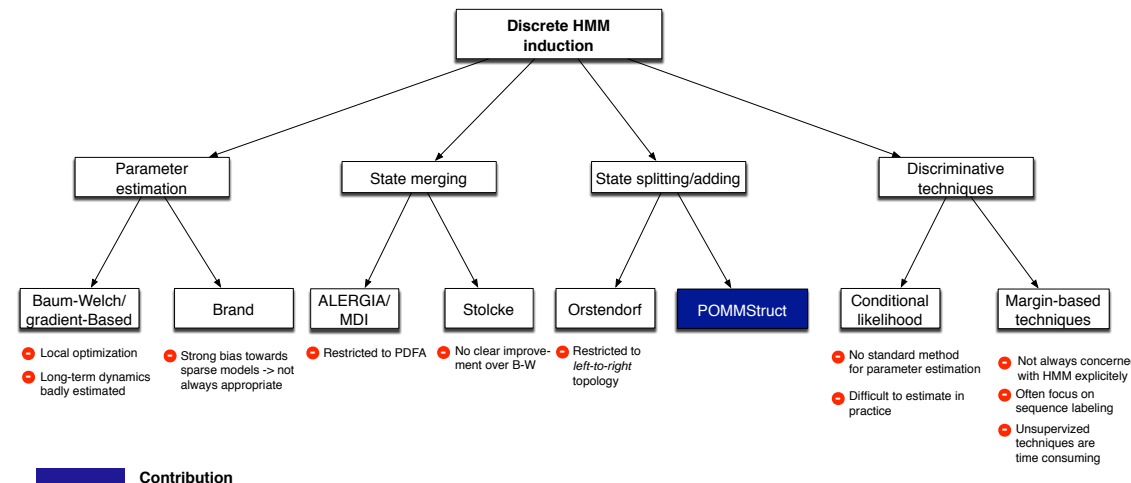 Discrete HMM
induction
Parameter
estimation
State merging
State splitting/adding
Discriminative
techniques
Baum-Welch/
gradient-Based
Brand
ALERGIA/
MDI
Stolcke
Orstendorf
POMMStruct
Conditional
likelihood
Margin-based
techniques
Local optimization
Long-term dynamics
badly estimated
Strong bias towards
sparse models -> not
always appropriate
Restricted to PDFA
No clear improve-
ment over B-W
Restricted to
left-to-right
topology
No standard method
for parameter estimation
Difficult to estimate in
practice
Not always concerned
with HMM explicitely
Often focus on
sequence labeling
Unsupervized
techniques are
time consuming
Contribution